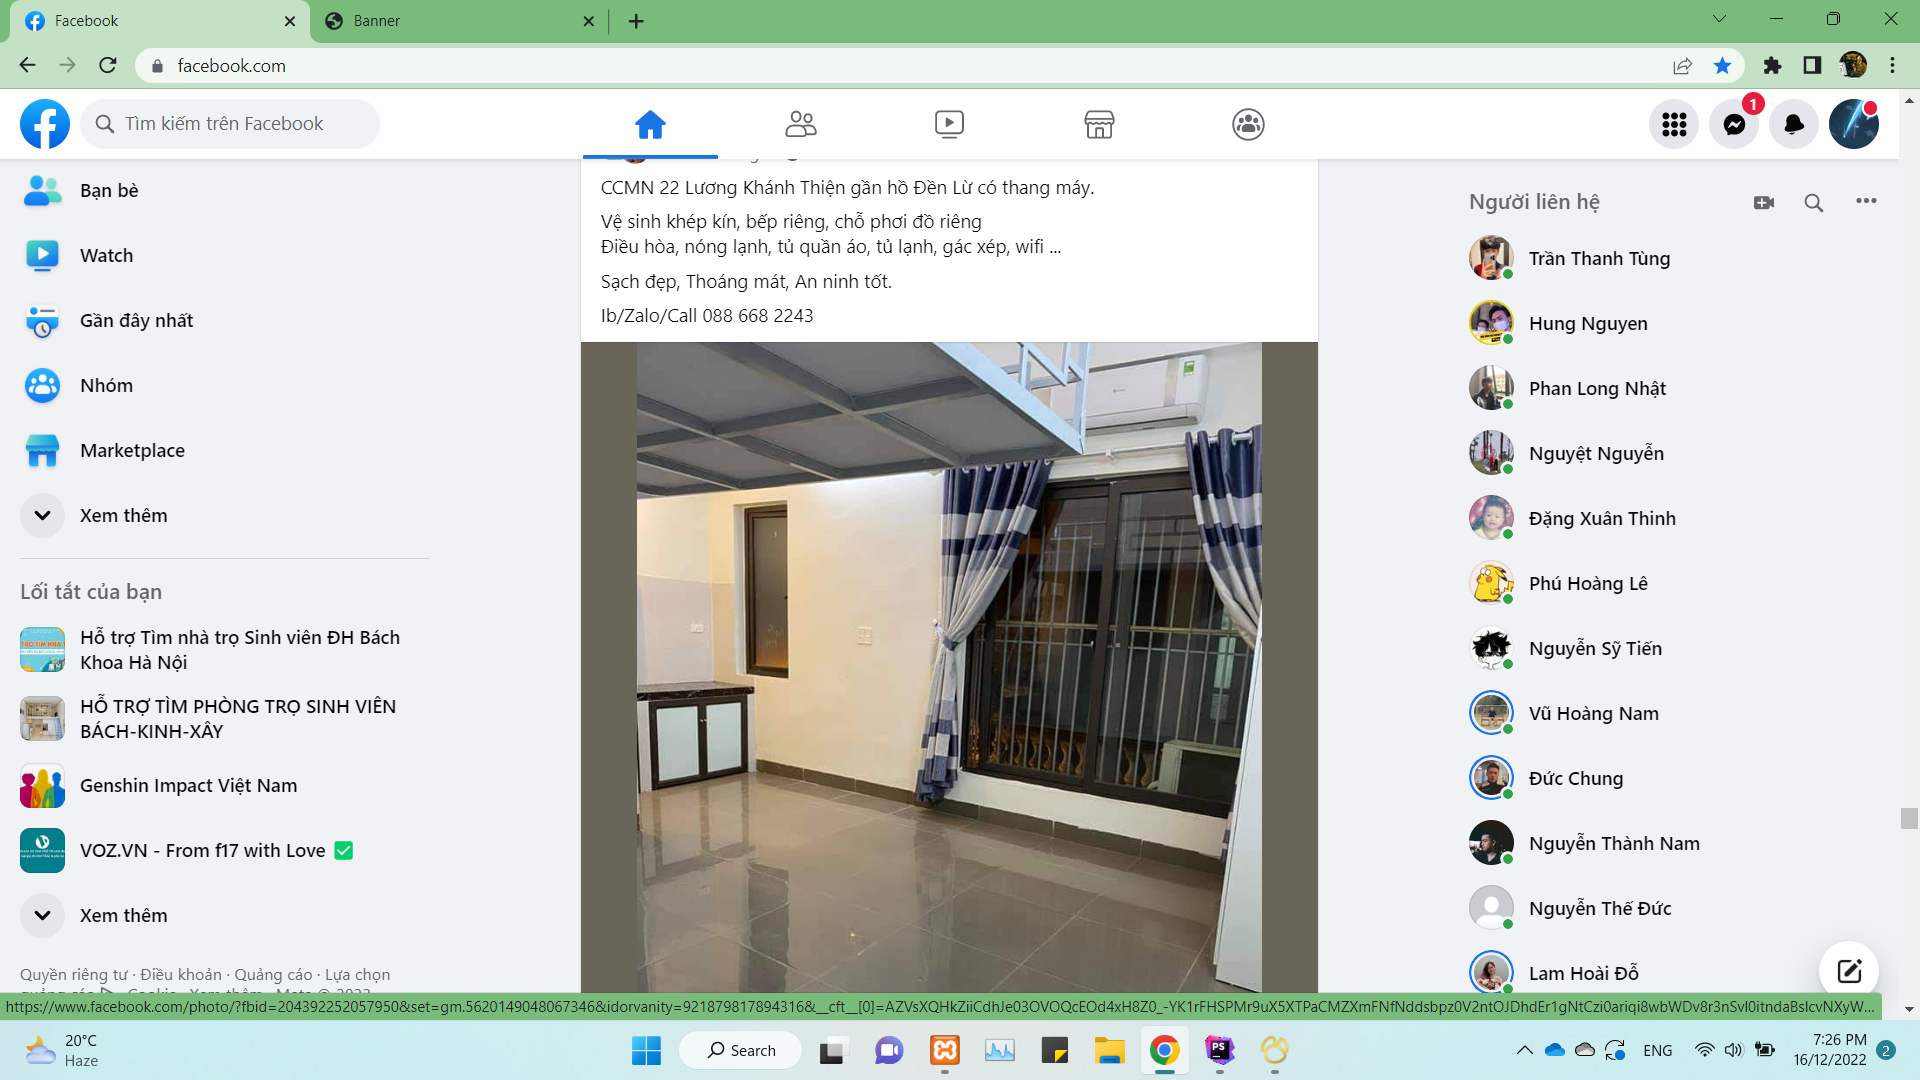 Facebook
Banner
facebook.com
Tìm kiếm trên Facebook
1
Bạn bè
Watch
Gần đây nhất
Nhóm
Marketplace
Xem thêm
Lối tắt của bạn
Hỗ trợ Tìm nhà trọ Sinh viên ĐH Bách
Khoa Hà Nội
HỖ TRỢ TÌM PHÒNG TRỌ SINH VIÊN
BÁCH-KINH-XÂY
Genshin Impact Việt Nam
VOZ.VN - From f17 with Love
Xem thêm
Quyền riêng tư · Điều khoản · Quảng cáo · Lựa chọn
CCMN 22 Lương Khánh Thiện gần hồ Đền Lừ có thang máy.
Vệ sinh khép kín, bếp riêng, chỗ phơi đồ riêng
Điều hòa, nóng lạnh, tủ quần áo, tủ lạnh, gác xép, wifi ...
Sạch đẹp, Thoáng mát, An ninh tốt.
Ib/Zalo/Call 088 668 2243
Người liên hệ
Trần Thanh Tùng
Hung Nguyen
Phan Long Nhật
Nguyệt Nguyễn
Đặng Xuân Thinh
Phú Hoàng Lê
Nguyễn Sỹ Tiến
Vũ Hoàng Nam
Đức Chung
Nguyễn Thành Nam
Nguyễn Thế Đức
Lam Hoài Đỗ
https://www.facebook.com/photo/?fbid=204392252057950&set=gm.5620149048067346&idorvanity=921879817894316&__cft__[0]=AZVsXQHkZiiCdhJe03OVOQcEOd4xH8Z0_-YK1rFHSPMr9uX5XTPaCMZXmFNfNddsbpz0V2ntOJDhdEr1gNtCzi0ariqi8wbWDv8r3nSvl0itndaBslcvNXyW...
20°C
Haze
Search
ENG
7:26 PM
16/12/2022
2